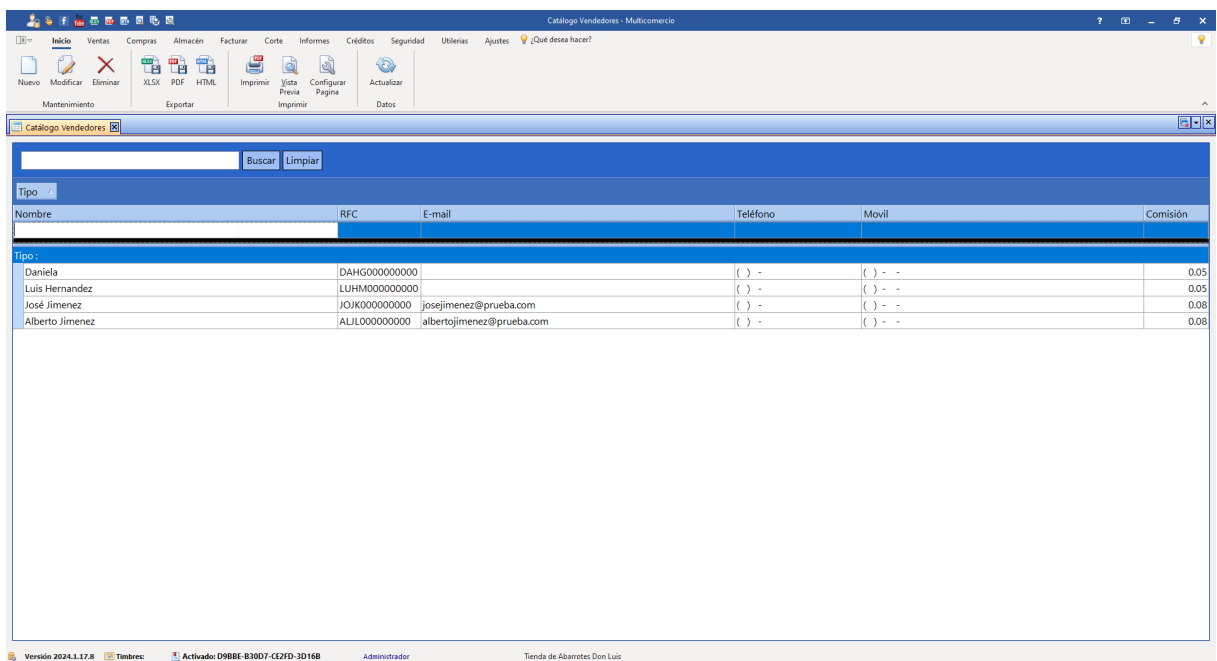 Catálogo Vendedores - Multicomercio ?
Inicio Ventas Compras Almacén Facturar Corte Informes Créditos Seguridad Utilerias Ajustes ¿Qué desea hacer?
Nuevo Modificar Eliminar XLSX PDF HTML Imprimir Vista Previa Configurar Pagina Actualizar
Mantenimiento Exportar Imprimir Datos
Catálogo Vendedores
Buscar Limpiar
Tipo
Nombre RFC E-mail Teléfono Movil Comisión
Tipo :
Daniela DAHG000000000 ( ) - ( ) - - 0.05
Luis Hernandez LUHM000000000 ( ) - ( ) - - 0.05
José Jimenez JOJK000000000 josejimenez@prueba.com ( ) - ( ) - - 0.08
Alberto Jimenez ALJL000000000 albertojimenez@prueba.com ( ) - ( ) - - 0.08
Versión 2024.1.17.8 Timbres: Activado: D9BBE-B30D7-CE2FD-3D16B Administrador Tienda de Abarrotes Don Luis